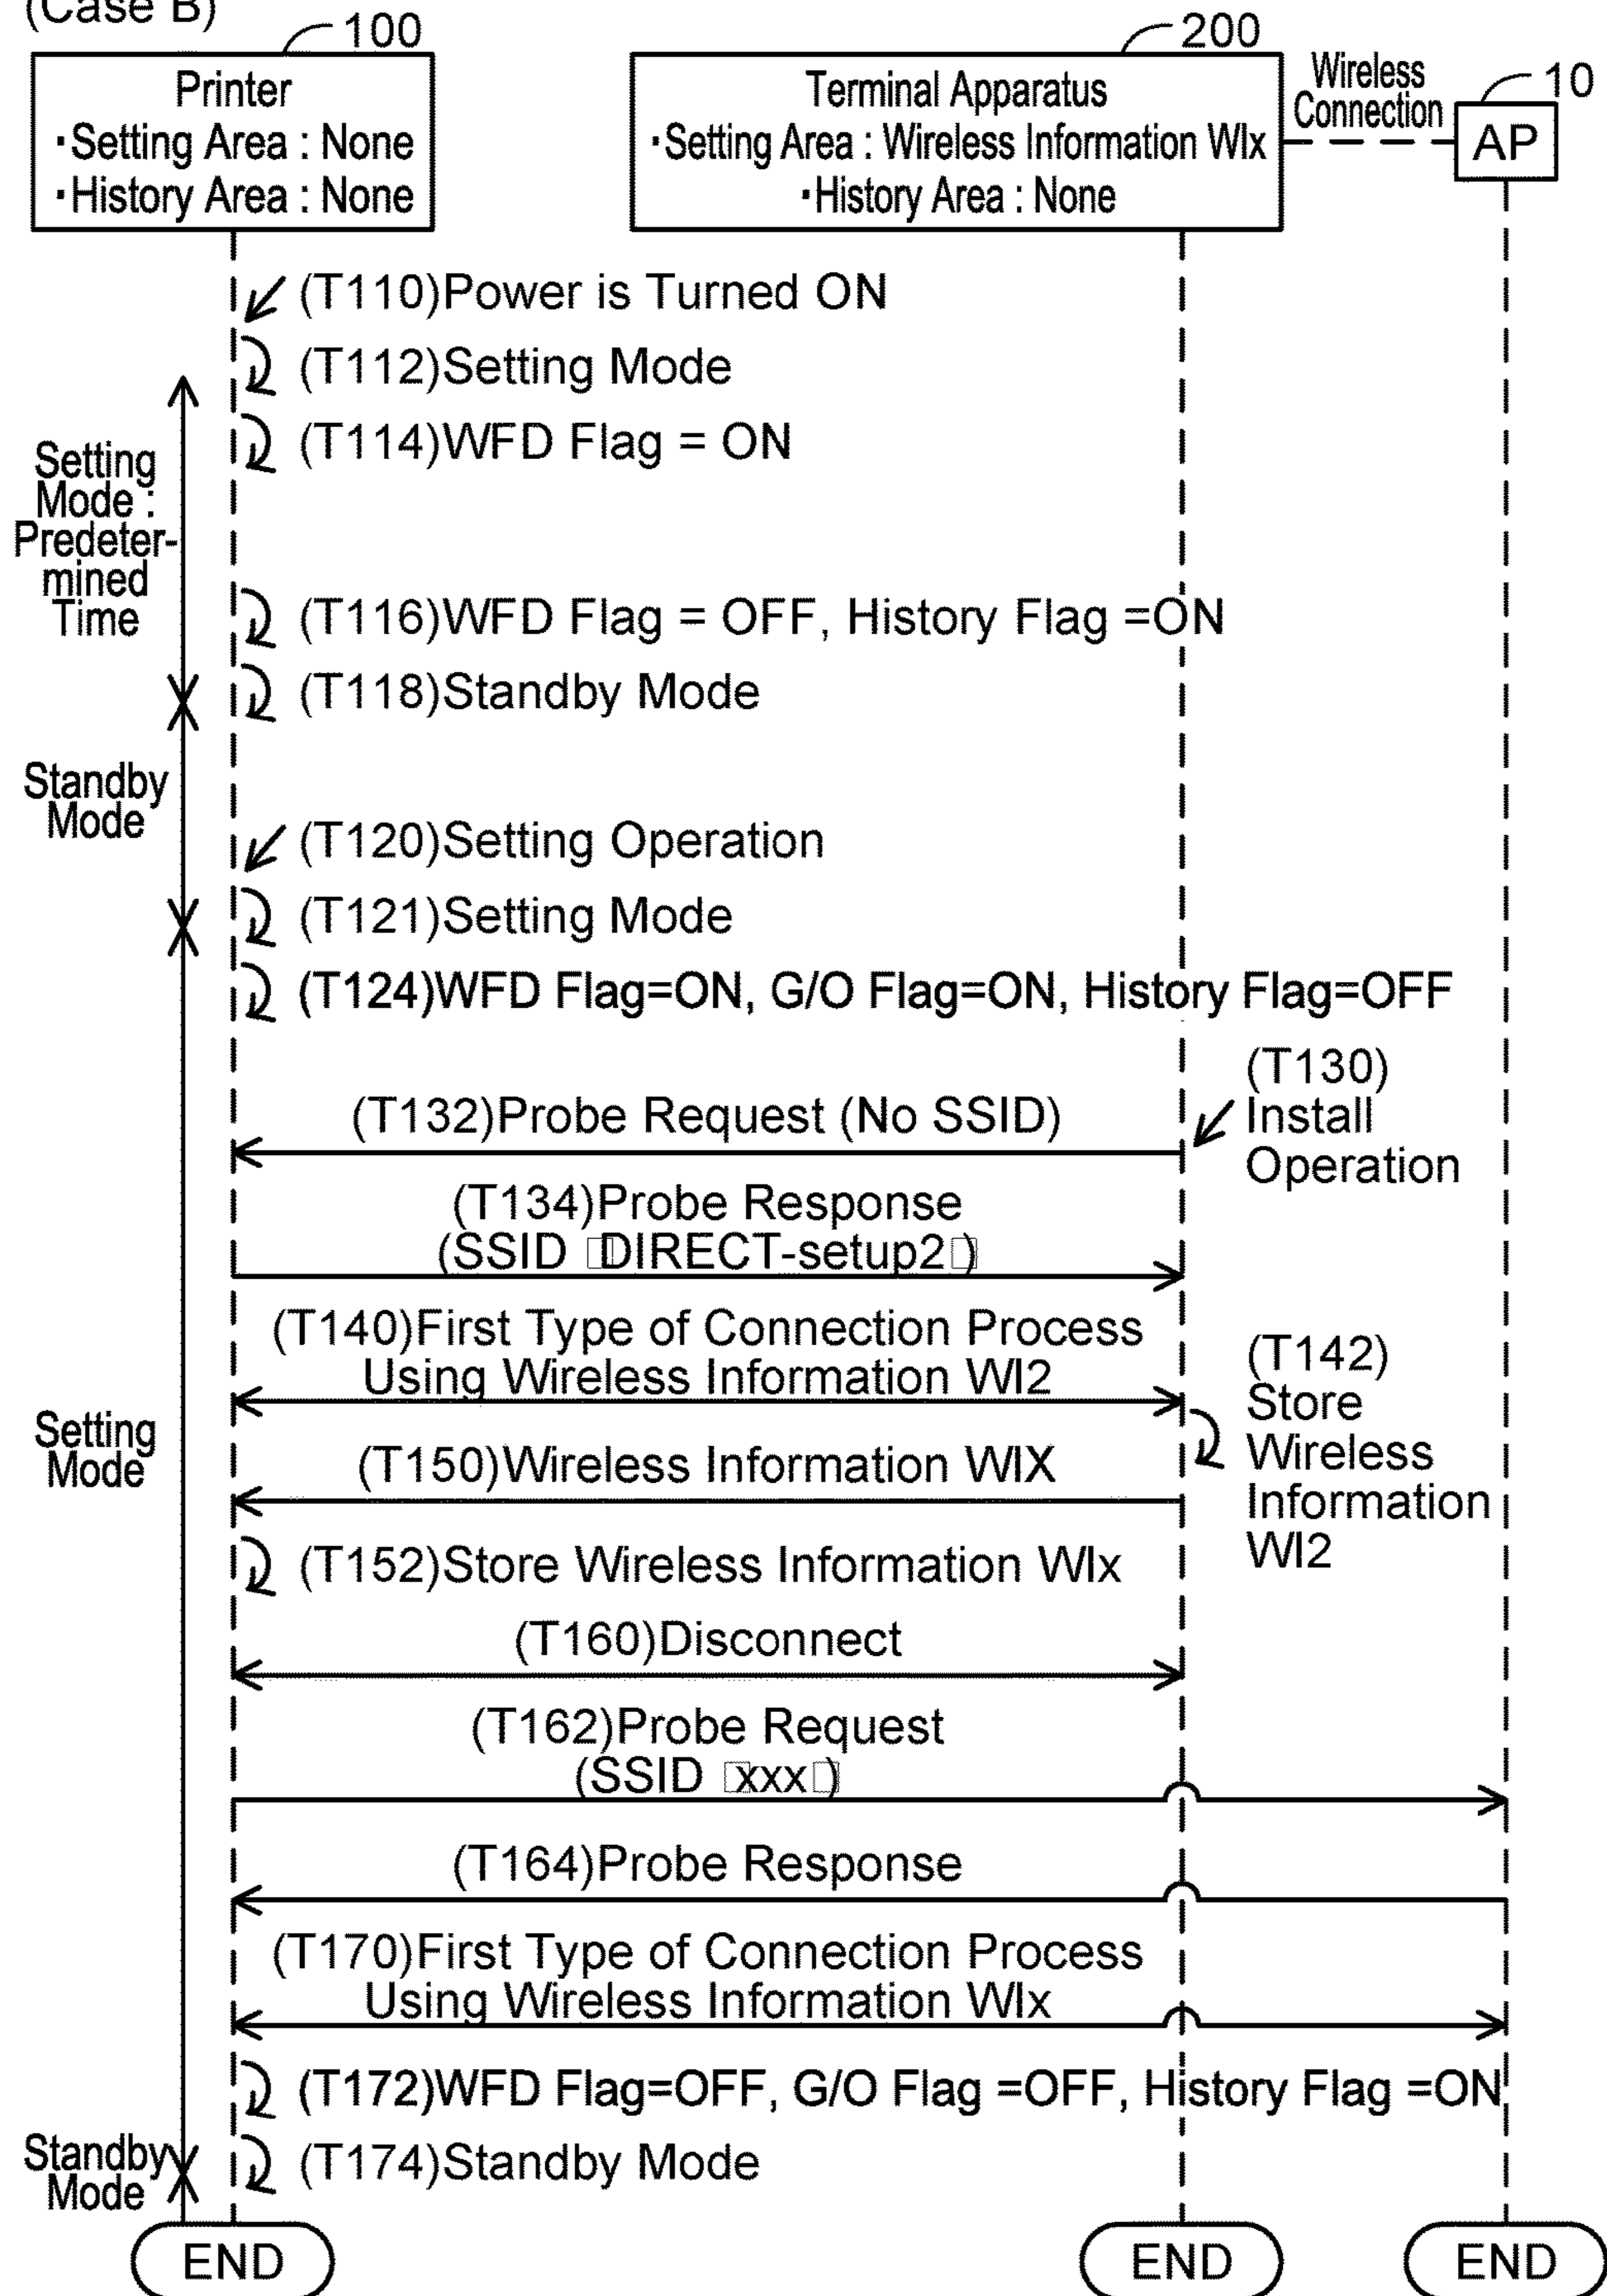 (Case B)
100
200
Wireless
Connection
10
Printer
·Setting Area : None
·History Area : None
Terminal Apparatus
·Setting Area : Wireless Information WIx
·History Area : None
AP
(T110)Power is Turned ON
(T112)Setting Mode
(T114)WFD Flag = ON
Setting
Mode :
Predeter-
mined
Time
(T116)WFD Flag = OFF, History Flag =ON
(T118)Standby Mode
Standby
Mode
(T120)Setting Operation
(T121)Setting Mode
(T124)WFD Flag=ON, G/O Flag=ON, History Flag=OFF
(T130)
Install
Operation
(T132)Probe Request (No SSID)
(T134)Probe Response
(SSID DIRECT-setup2 )
(T140)First Type of Connection Process
Using Wireless Information WI2
(T142)
Store
Wireless
Information
WI2
Setting
Mode
(T150)Wireless Information WIX
(T152)Store Wireless Information WIx
(T160)Disconnect
(T162)Probe Request
(SSID xxx )
(T164)Probe Response
(T170)First Type of Connection Process
Using Wireless Information WIx
(T172)WFD Flag=OFF, G/O Flag =OFF, History Flag =ON
(T174)Standby Mode
Standby
Mode
END
END
END